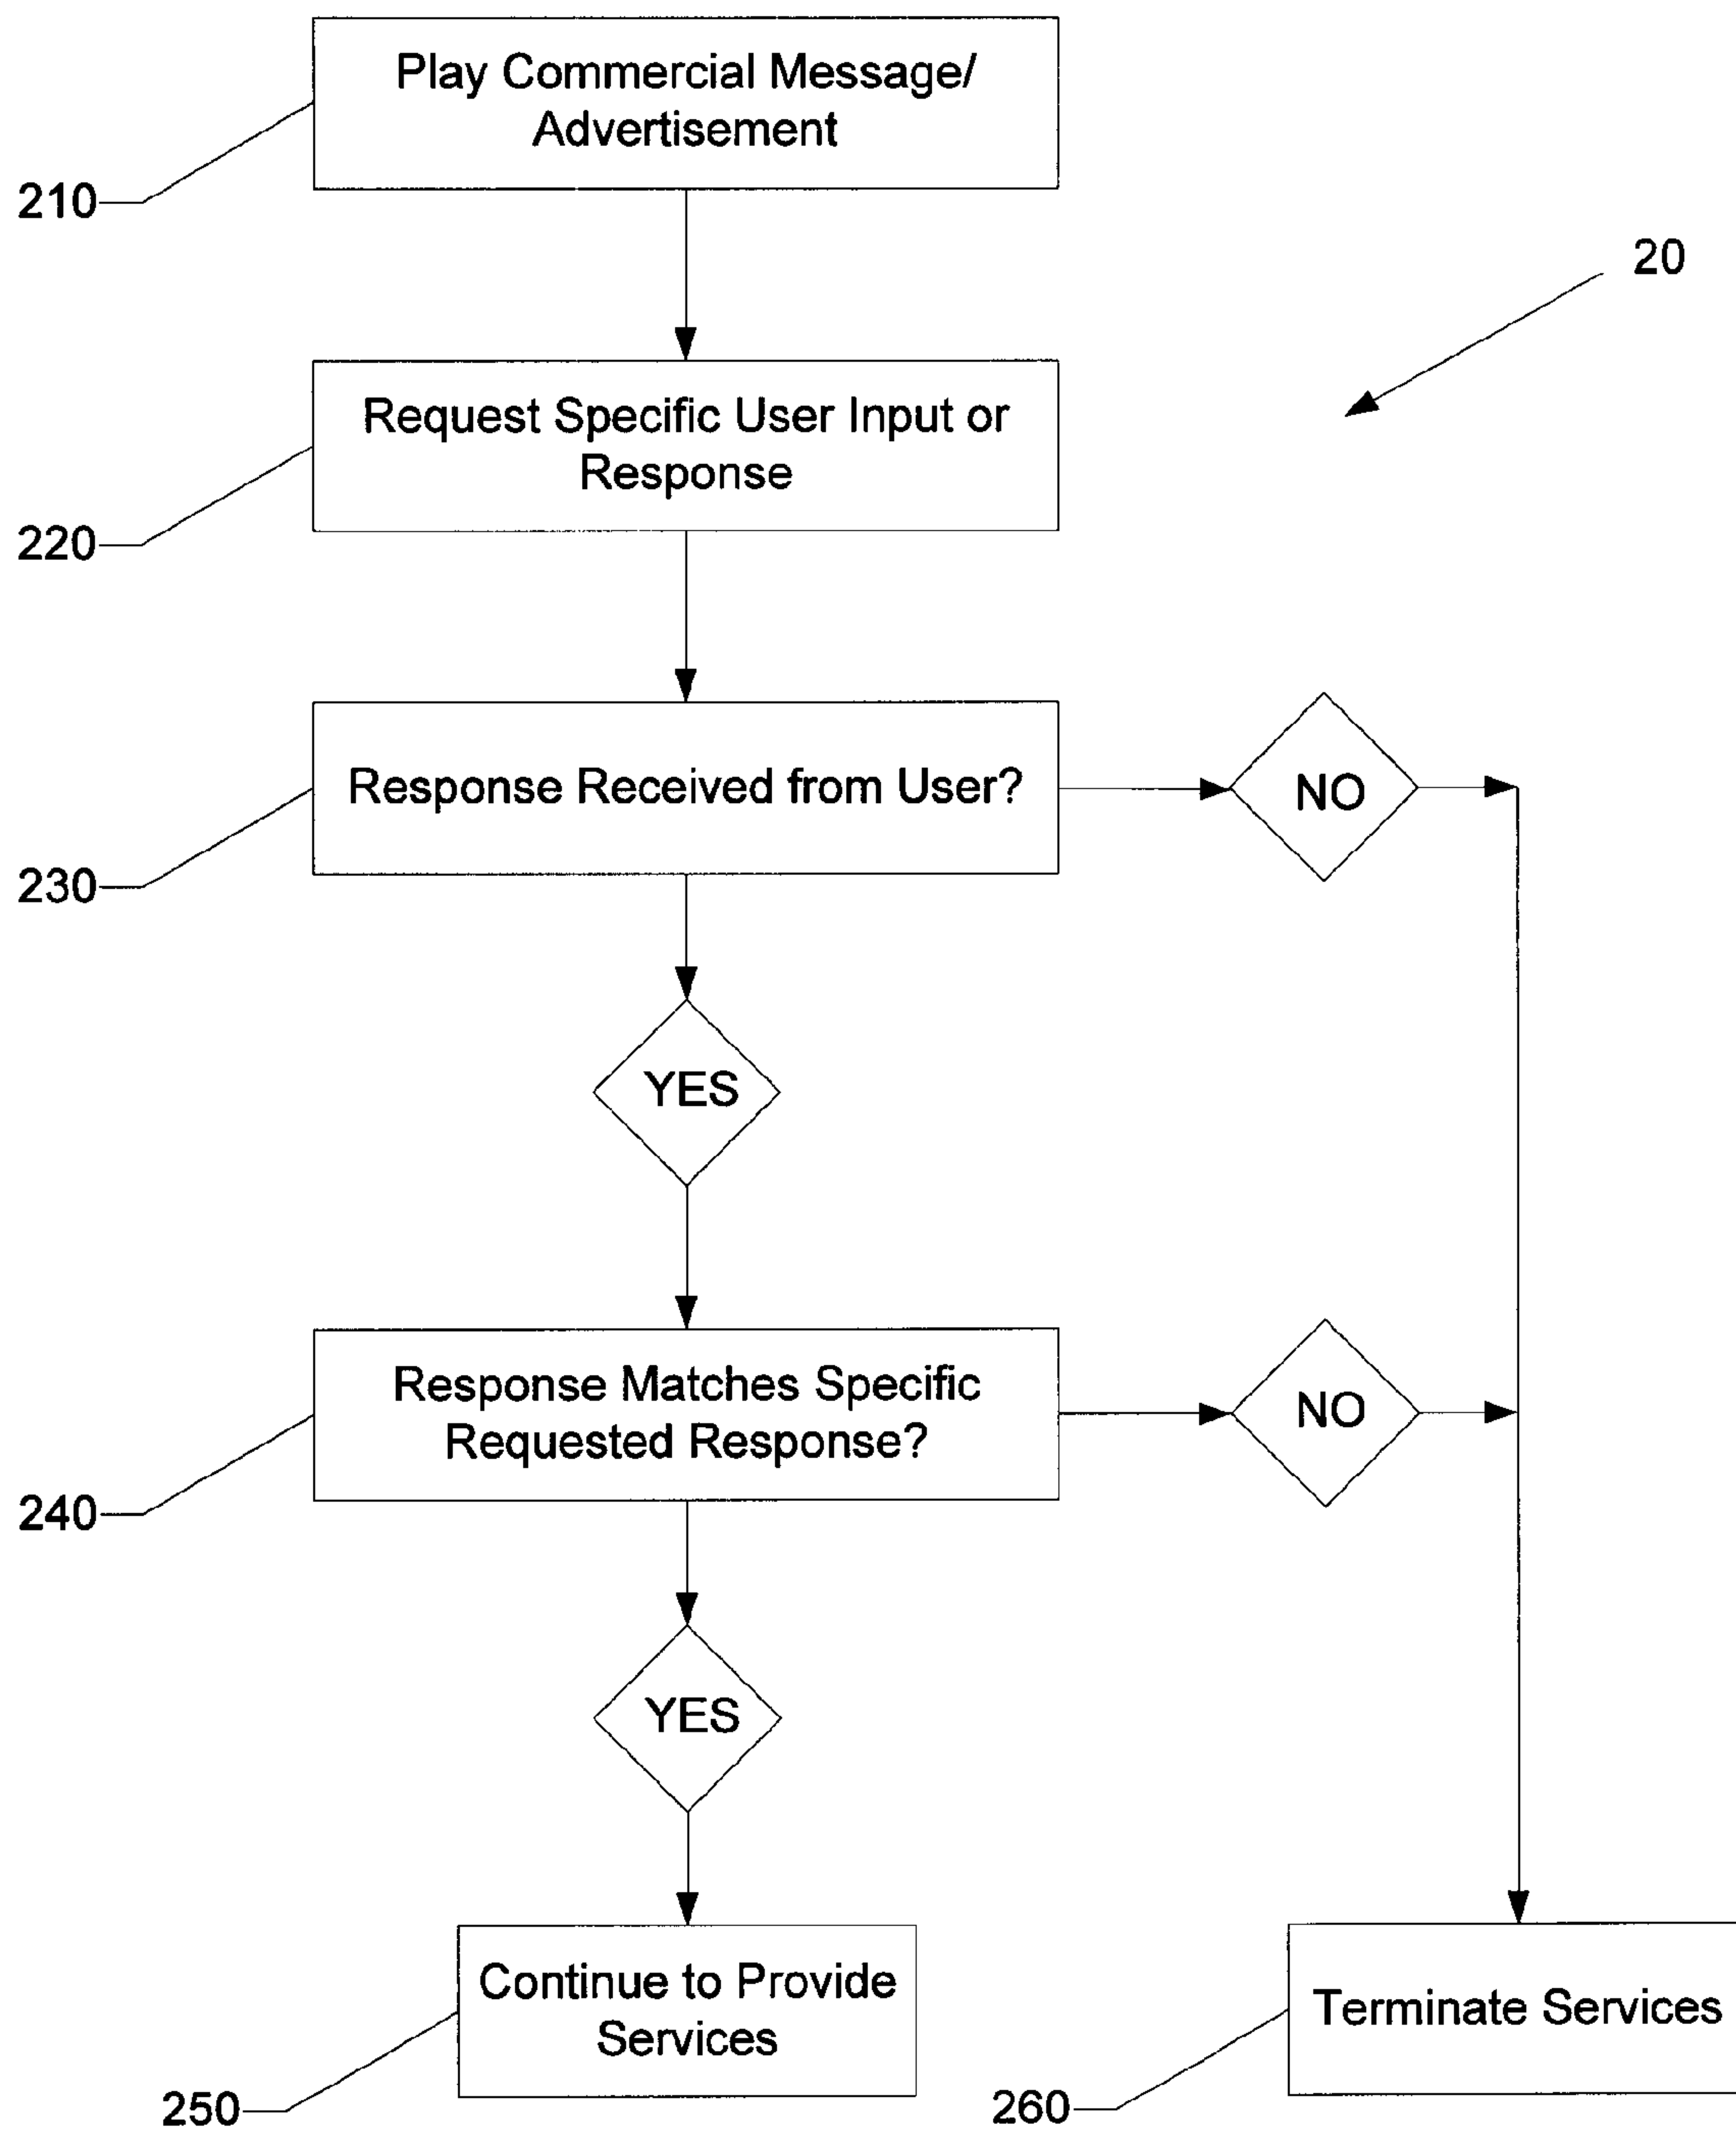 Play Commercial Message/
Advertisement
210
20
Request Specific User Input or
Response
220
Response Received from User?
NO
230
YES
Response Matches Specific
Requested Response?
NO
240
YES
Continue to Provide
Services
250
Terminate Services
260